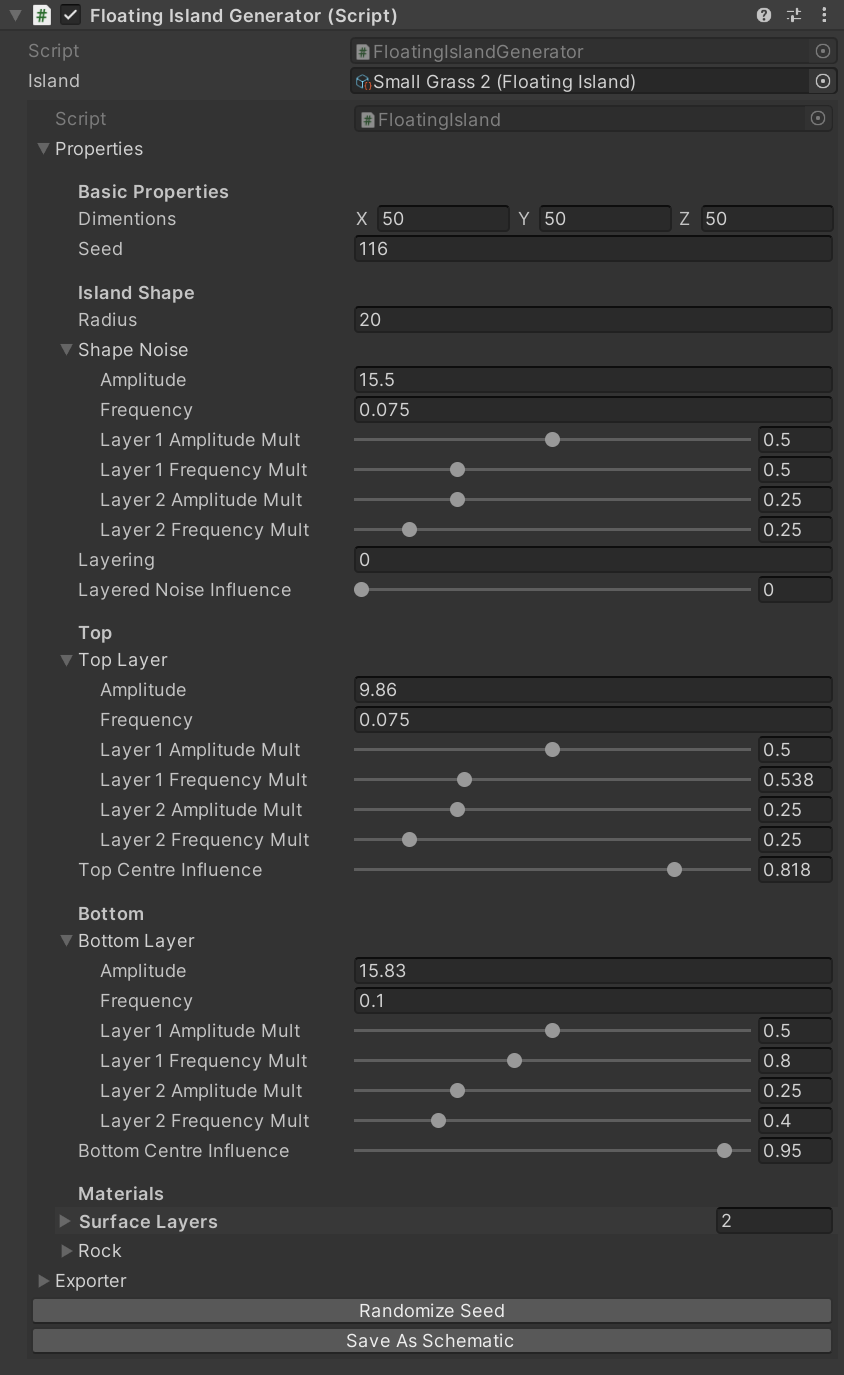 Floating Island Generator (Script)
Script FloatingIslandGenerator
Island Small Grass 2 (Floating Island)
Script FloatingIsland
Properties
Basic Properties
Dimentions X 50 Y 50 Z 50
Seed 116
Island Shape
Radius 20
Shape Noise
Amplitude 15.5
Frequency 0.075
Layer 1 Amplitude Mult 0.5
Layer 1 Frequency Mult 0.5
Layer 2 Amplitude Mult 0.25
Layer 2 Frequency Mult 0.25
Layering 0
Layered Noise Influence 0
Top
Top Layer
Amplitude 9.86
Frequency 0.075
Layer 1 Amplitude Mult 0.5
Layer 1 Frequency Mult 0.538
Layer 2 Amplitude Mult 0.25
Layer 2 Frequency Mult 0.25
Top Centre Influence 0.818
Bottom
Bottom Layer
Amplitude 15.83
Frequency 0.1
Layer 1 Amplitude Mult 0.5
Layer 1 Frequency Mult 0.8
Layer 2 Amplitude Mult 0.25
Layer 2 Frequency Mult 0.4
Bottom Centre Influence 0.95
Materials
Surface Layers 2
Rock
Exporter
Randomize Seed
Save As Schematic